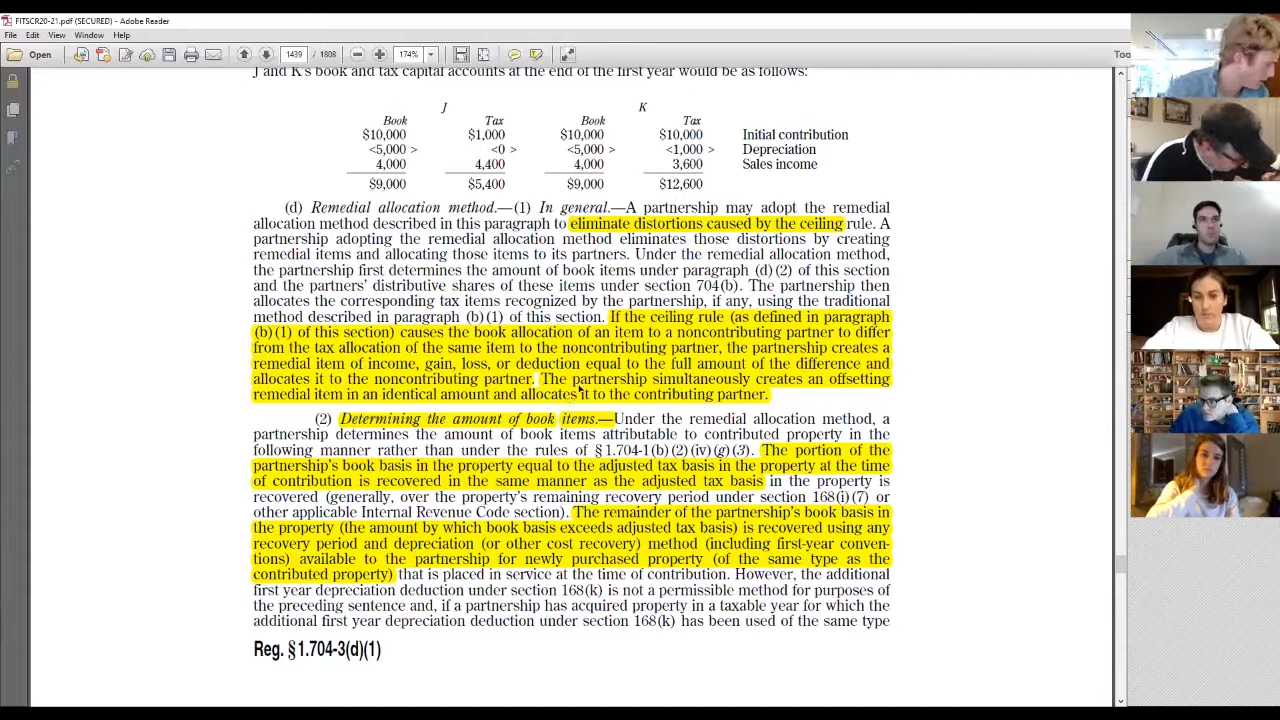 FITSCR20-21.pdf (SECURED) - Adobe Reader
File Edit View Window Help
Open 1439 / 1808 174% Too
J and K's book and tax capital accounts at the end of the first year would be as follows:
J K
Book Tax Book Tax
$10,000 $1,000 $10,000 $10,000 Initial contribution
<5,000 > <0 > <5,000 > <1,000 > Depreciation
4,000 4,400 4,000 3,600 Sales income
$9,000 $5,400 $9,000 $12,600
(d) Remedial allocation method.—(1) In general.—A partnership may adopt the remedial
allocation method described in this paragraph to eliminate distortions caused by the ceiling rule. A
partnership adopting the remedial allocation method eliminates those distortions by creating
remedial items and allocating those items to its partners. Under the remedial allocation method,
the partnership first determines the amount of book items under paragraph (d)(2) of this section
and the partners' distributive shares of these items under section 704(b). The partnership then
allocates the corresponding tax items recognized by the partnership, if any, using the traditional
method described in paragraph (b)(1) of this section. If the ceiling rule (as defined in paragraph
(b)(1) of this section) causes the book allocation of an item to a noncontributing partner to differ
from the tax allocation of the same item to the noncontributing partner, the partnership creates a
remedial item of income, gain, loss, or deduction equal to the full amount of the difference and
allocates it to the noncontributing partner. The partnership simultaneously creates an offsetting
remedial item in an identical amount and allocates it to the contributing partner.
(2) Determining the amount of book items.—Under the remedial allocation method, a
partnership determines the amount of book items attributable to contributed property in the
following manner rather than under the rules of §1.704-1(b)(2)(iv)(g)(3). The portion of the
partnership's book basis in the property equal to the adjusted tax basis in the property at the time
of contribution is recovered in the same manner as the adjusted tax basis in the property is
recovered (generally, over the property's remaining recovery period under section 168(i)(7) or
other applicable Internal Revenue Code section). The remainder of the partnership's book basis in
the property (the amount by which book basis exceeds adjusted tax basis) is recovered using any
recovery period and depreciation (or other cost recovery) method (including first-year conven-
tions) available to the partnership for newly purchased property (of the same type as the
contributed property) that is placed in service at the time of contribution. However, the additional
first year depreciation deduction under section 168(k) is not a permissible method for purposes of
the preceding sentence and, if a partnership has acquired property in a taxable year for which the
additional first year depreciation deduction under section 168(k) has been used of the same type
Reg. §1.704-3(d)(1)